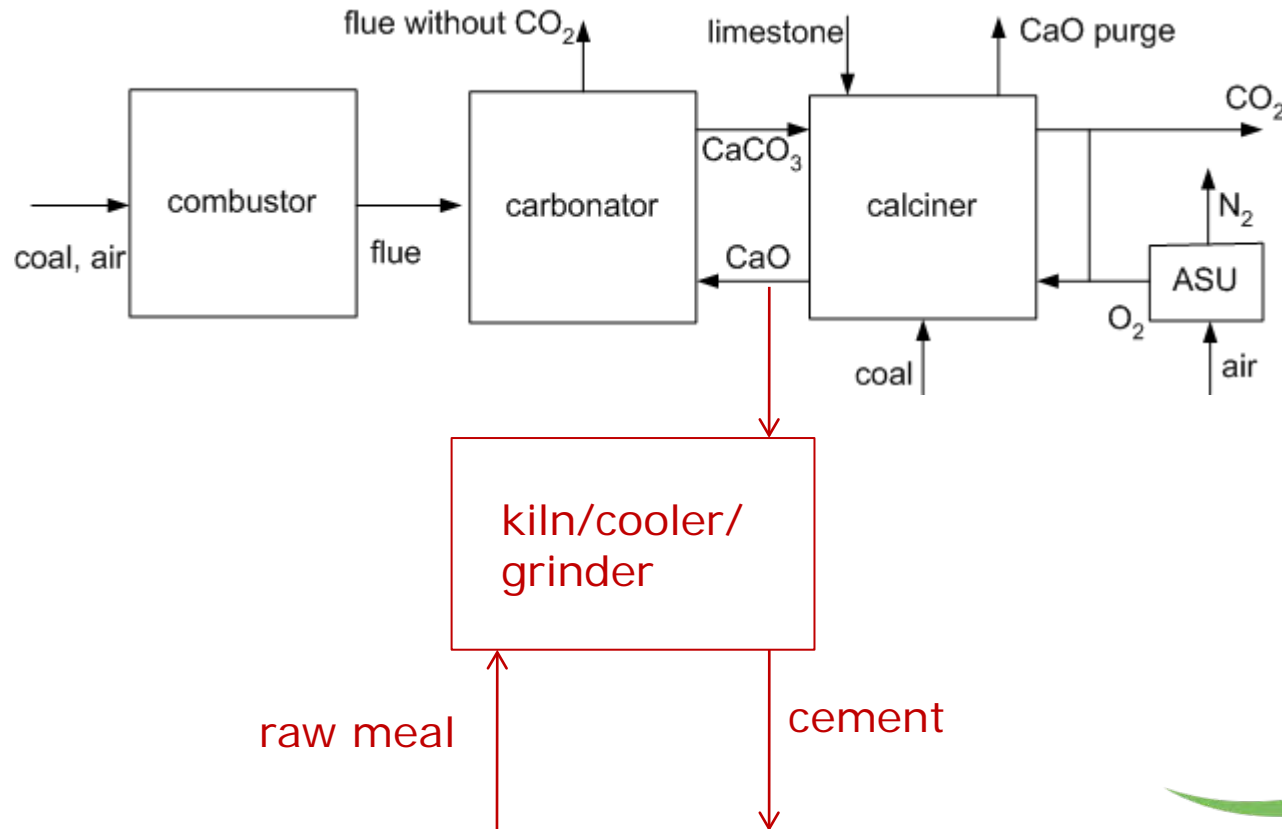 flue without CO₂
limestone
CaO purge
CO₂
CaCO₃
N₂
combustor
carbonator
calciner
coal, air
flue
CaO
ASU
O₂
coal
air
kiln/cooler/
grinder
raw meal
cement